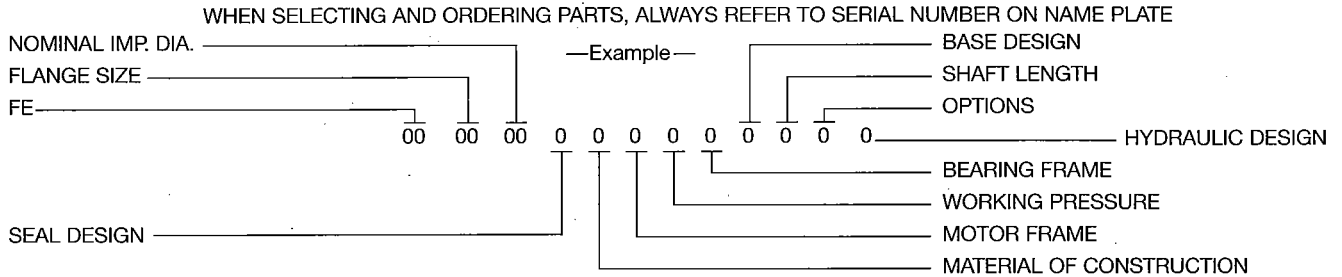 WHEN SELECTING AND ORDERING PARTS, ALWAYS REFER TO SERIAL NUMBER ON NAME PLATE
NOMINAL IMP. DIA.
—Example—
BASE DESIGN
FLANGE SIZE
SHAFT LENGTH
FE
OPTIONS
00 00 00 0 0 0 0 0 0 0 0 0
HYDRAULIC DESIGN
BEARING FRAME
WORKING PRESSURE
SEAL DESIGN
MOTOR FRAME
MATERIAL OF CONSTRUCTION